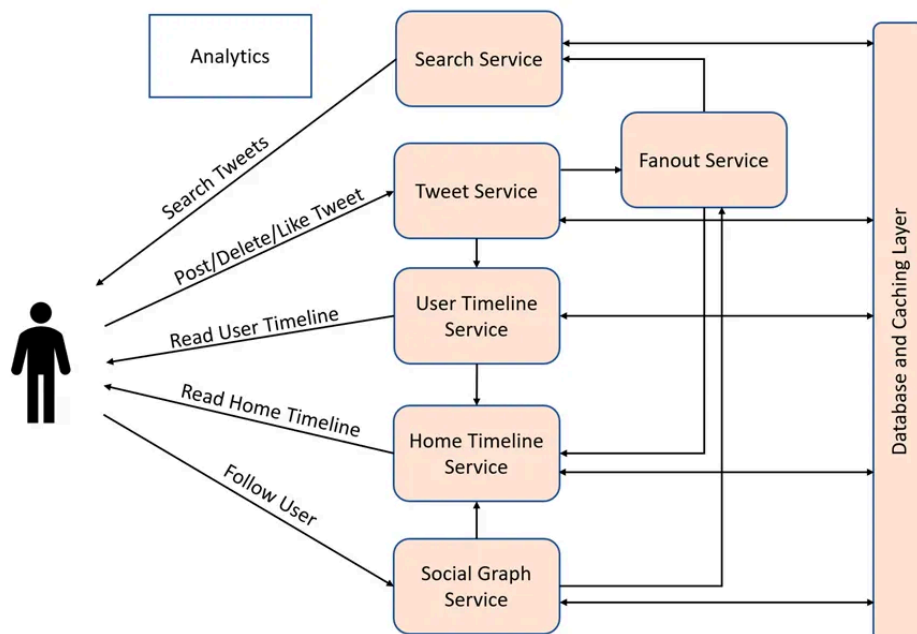 Analytics
Search Service
Search Tweets
Fanout Service
Tweet Service
Post/Delete/Like Tweet
User Timeline
Service
Read User Timeline
Read Home Timeline
Home Timeline
Service
Follow User
Social Graph
Service
Database and Caching Layer